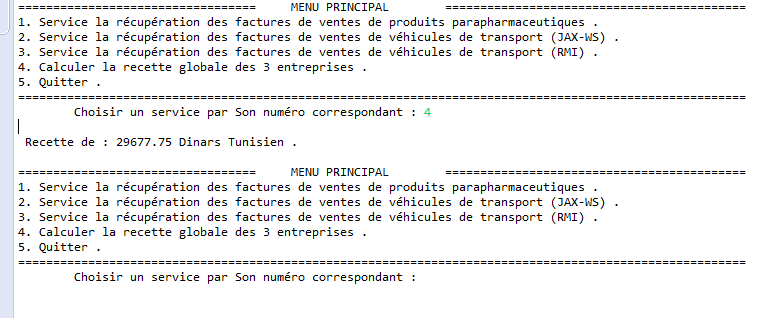 ================================== MENU PRINCIPAL ===========================================
1. Service la récupération des factures de ventes de produits parapharmaceutiques .
2. Service la récupération des factures de ventes de véhicules de transport (JAX-WS) .
3. Service la récupération des factures de ventes de véhicules de transport (RMI) .
4. Calculer la recette globale des 3 entreprises .
5. Quitter .
========================================================================================================
Choisir un service par Son numéro correspondant : 4
Recette de : 29677.75 Dinars Tunisien .
================================== MENU PRINCIPAL ===========================================
1. Service la récupération des factures de ventes de produits parapharmaceutiques .
2. Service la récupération des factures de ventes de véhicules de transport (JAX-WS) .
3. Service la récupération des factures de ventes de véhicules de transport (RMI) .
4. Calculer la recette globale des 3 entreprises .
5. Quitter .
========================================================================================================
Choisir un service par Son numéro correspondant :